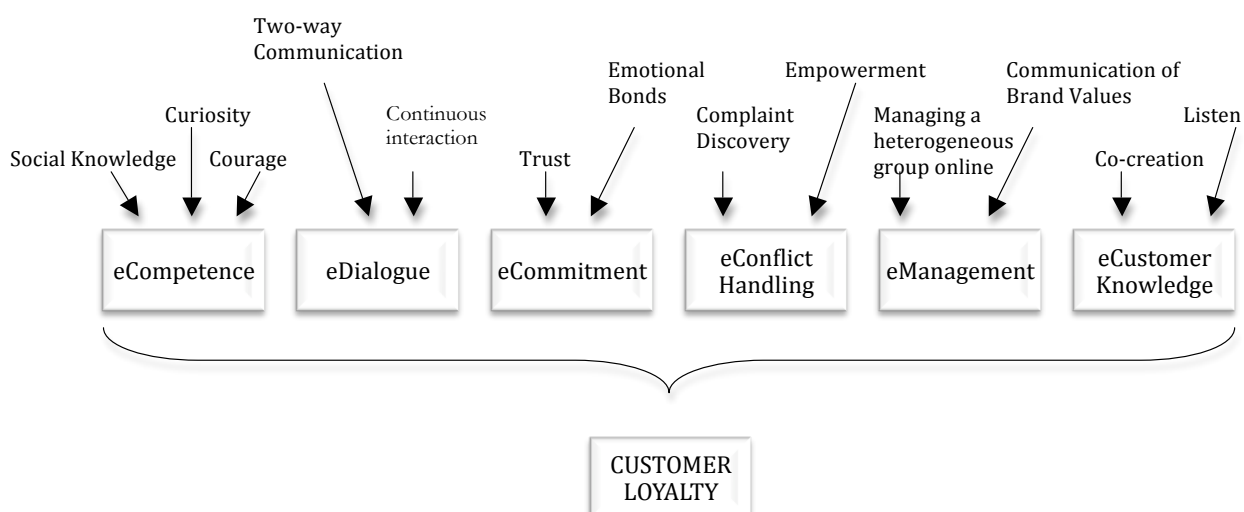 Two-way
Communication
Emotional
Bonds
Empowerment
Communication of
Brand Values
Curiosity
Continuous
interaction
Complaint
Discovery
Managing a
heterogeneous
group online
Listen
Social Knowledge
Courage
Trust
Co-creation
eCompetence
eDialogue
eCommitment
eConflict
Handling
eManagement
eCustomer
Knowledge
CUSTOMER
LOYALTY